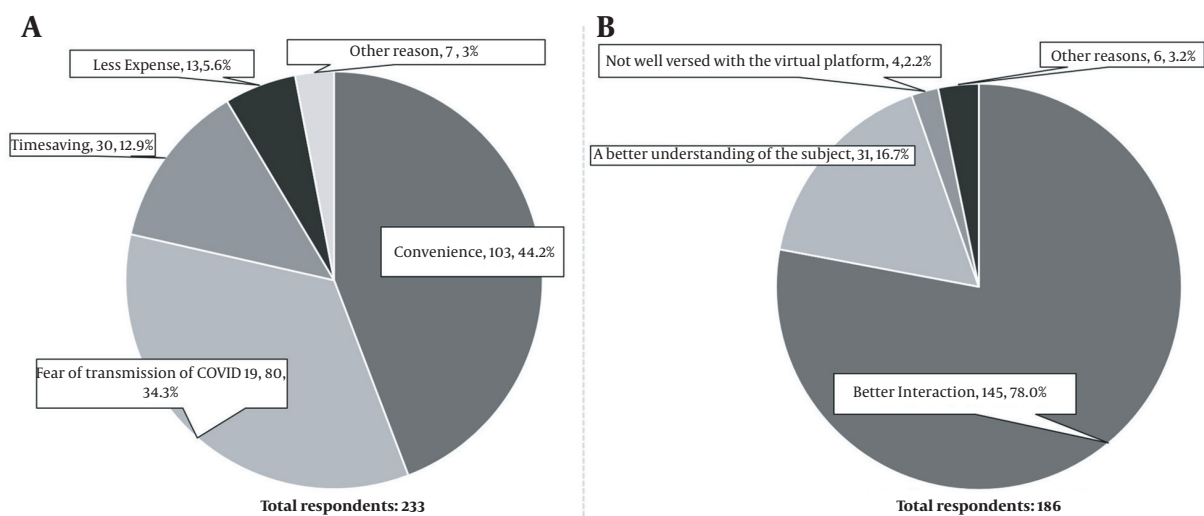 A
Other reason, 7 , 3%
Less Expense, 13,5.6%
Timesaving, 30, 12.9%
Convenience, 103, 44.2%
Fear of transmission of COVID 19, 80,
34.3%
Total respondents: 233
B
Other reasons, 6, 3.2%
Not well versed with the virtual platform, 4,2.2%
A better understanding of the subject, 31, 16.7%
Better Interaction, 145, 78.0%
Total respondents: 186